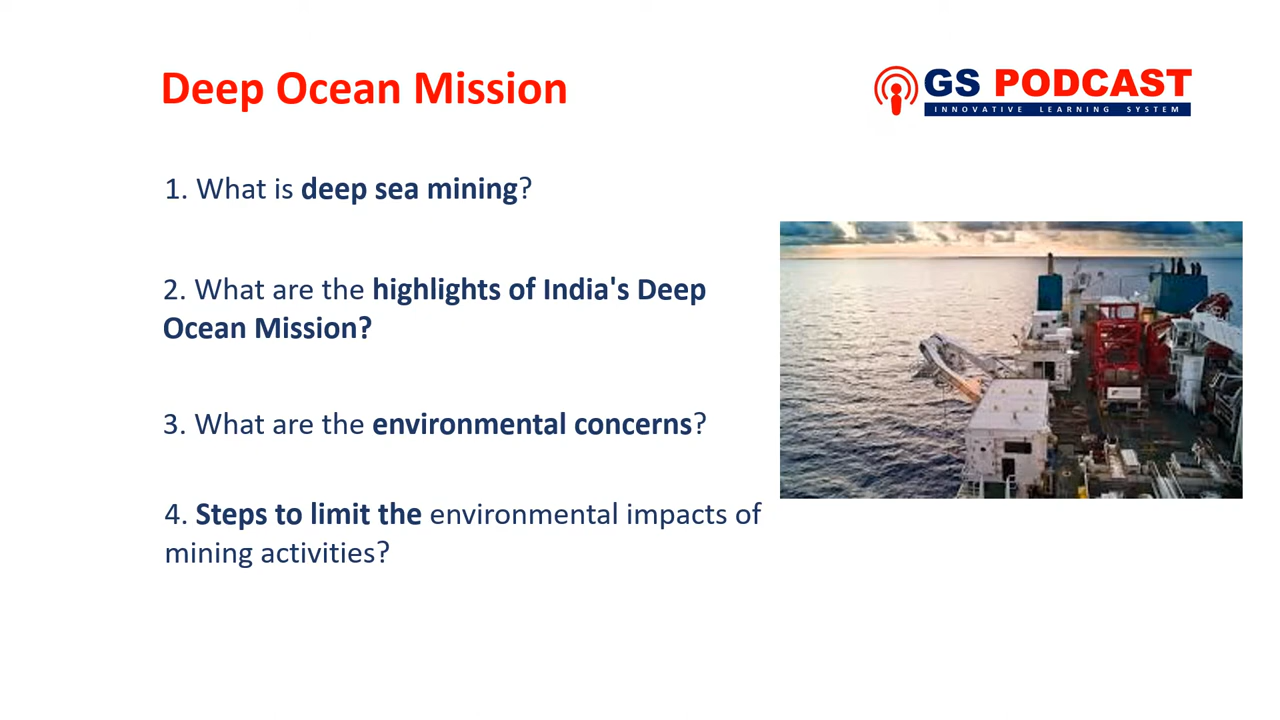 Deep Ocean Mission
GS PODCAST
INNOVATIVE LEARNING SYSTEM
1. What is deep sea mining?
2. What are the highlights of India's Deep
Ocean Mission?
3. What are the environmental concerns?
4. Steps to limit the environmental impacts of
mining activities?